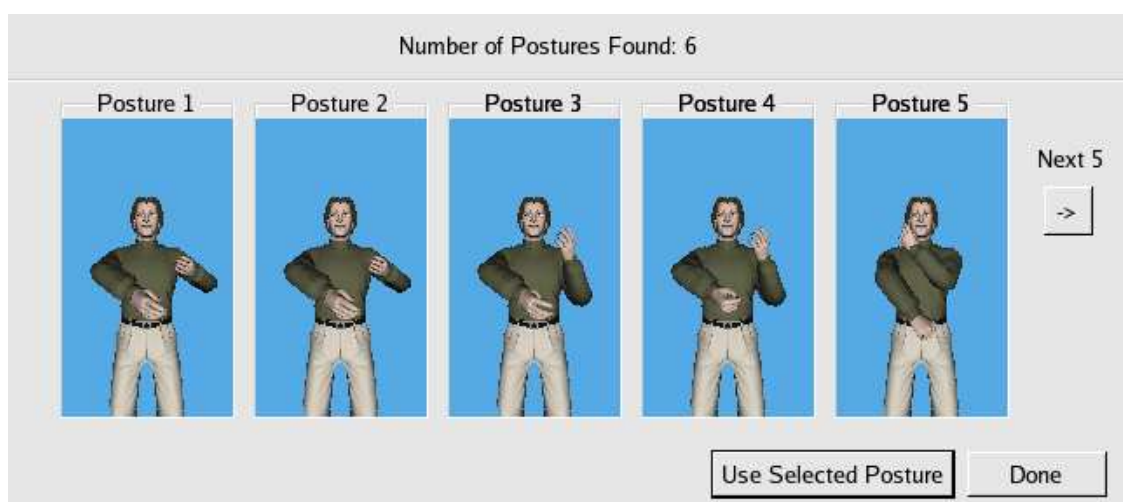 Number of Postures Found: 6
Posture 1 Posture 2 Posture 3 Posture 4 Posture 5
Next 5
->
Use Selected Posture Done